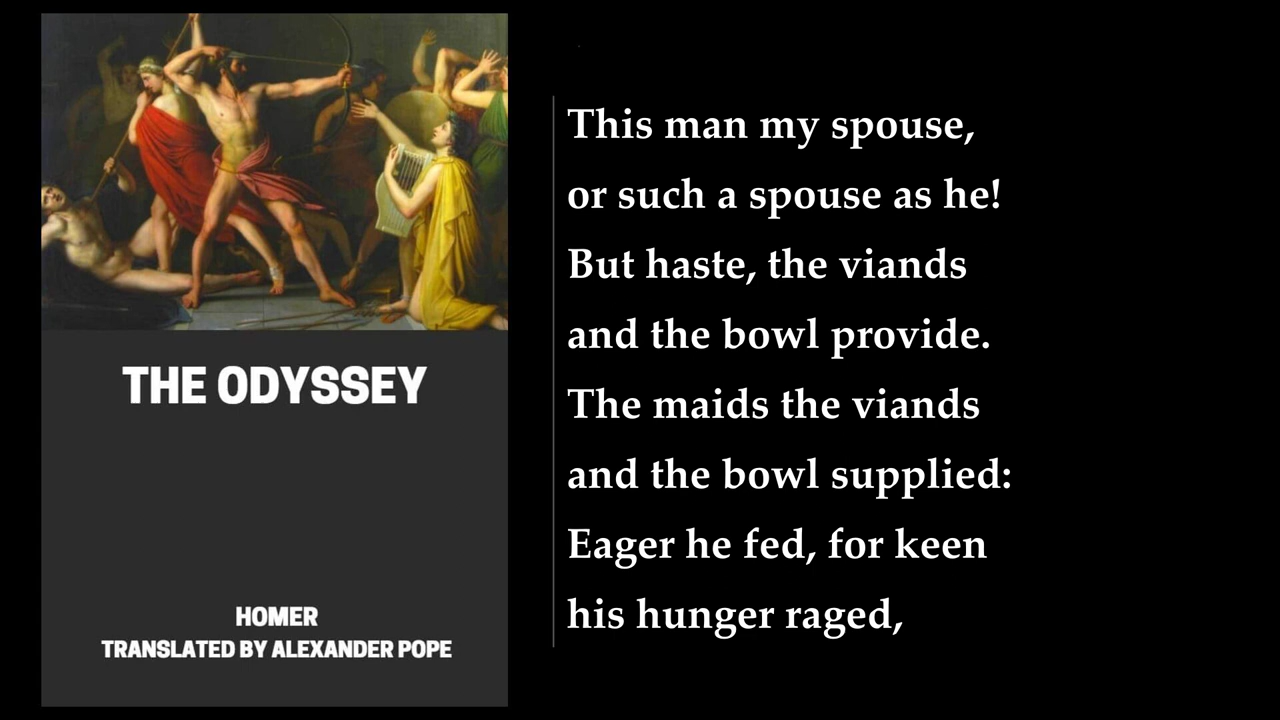 THE ODYSSEY
HOMER
TRANSLATED BY ALEXANDER POPE
This man my spouse,
or such a spouse as he!
But haste, the viands
and the bowl provide.
The maids the viands
and the bowl supplied:
Eager he fed, for keen
his hunger raged,